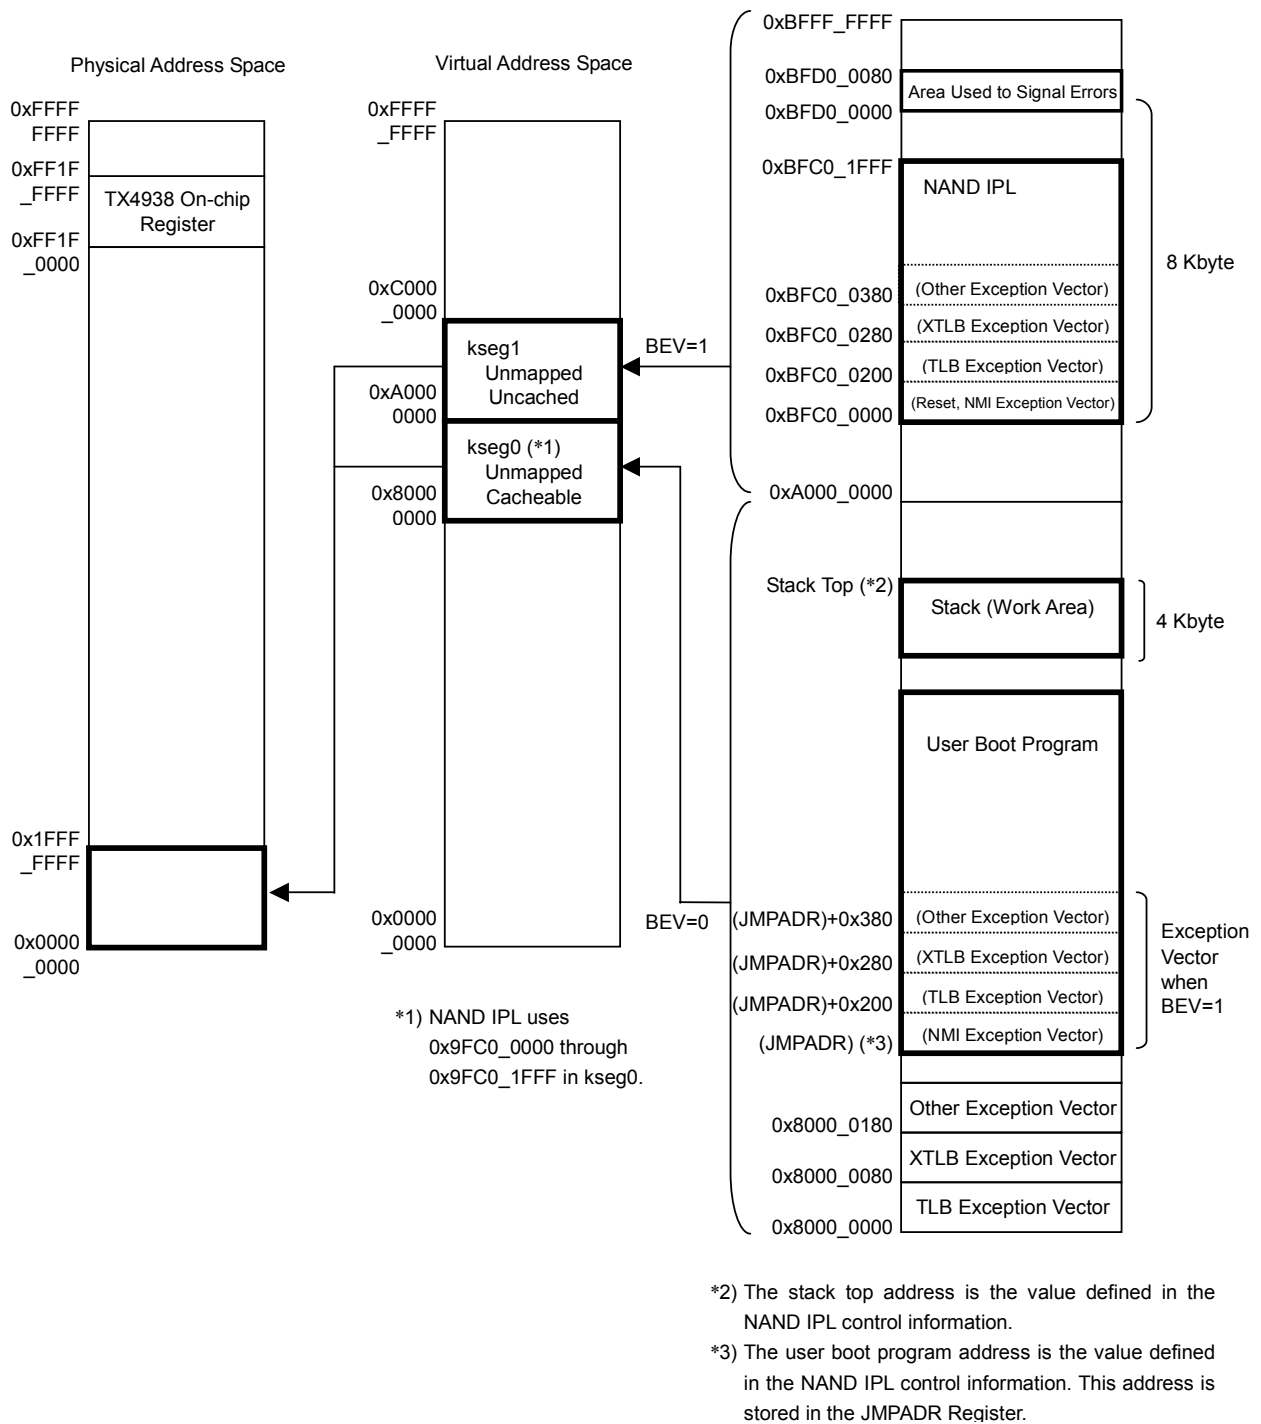 Physical Address Space
0xFFFF
FFFF
0xFF1F
_FFFF
TX4938 On-chip
Register
0xFF1F
_0000
0x1FFF
_FFFF
0x0000
_0000
Virtual Address Space
0xFFFF
_FFFF
0xC000
_0000
kseg1
Unmapped
Uncached
0xA000
0000
kseg0 (*1)
Unmapped
Cacheable
0x8000
0000
0x0000
_0000
BEV=1
BEV=0
*1) NAND IPL uses
0x9FC0_0000 through
0x9FC0_1FFF in kseg0.
0xBFFF_FFFF
0xBFD0_0080
Area Used to Signal Errors
0xBFD0_0000
0xBFC0_1FFF
NAND IPL
8 Kbyte
(Other Exception Vector)
0xBFC0_0380
(XTLB Exception Vector)
0xBFC0_0280
(TLB Exception Vector)
0xBFC0_0200
(Reset, NMI Exception Vector)
0xBFC0_0000
0xA000_0000
Stack Top (*2)
Stack (Work Area)
4 Kbyte
User Boot Program
(JMPADR)+0x380
(Other Exception Vector)
(JMPADR)+0x280
(XTLB Exception Vector)
(JMPADR)+0x200
(TLB Exception Vector)
(JMPADR) (*3)
(NMI Exception Vector)
Exception
Vector
when
BEV=1
Other Exception Vector
0x8000_0180
XTLB Exception Vector
0x8000_0080
TLB Exception Vector
0x8000_0000
*2) The stack top address is the value defined in the
NAND IPL control information.
*3) The user boot program address is the value defined
in the NAND IPL control information. This address is
stored in the JMPADR Register.